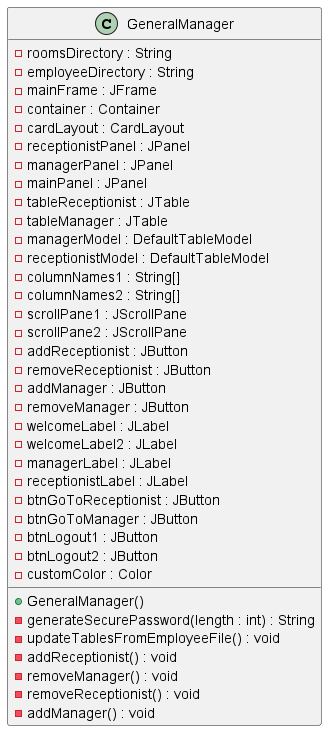 C GeneralManager
roomsDirectory : String
employeeDirectory : String
mainFrame : JFrame
container : Container
cardLayout : CardLayout
receptionistPanel : JPanel
managerPanel : JPanel
mainPanel : JPanel
tableReceptionist : JTable
tableManager : JTable
managerModel : DefaultTableModel
receptionistModel : DefaultTableModel
columnNames1 : String[]
columnNames2 : String[]
scrollPane1 : JScrollPane
scrollPane2 : JScrollPane
addReceptionist : JButton
removeReceptionist : JButton
addManager : JButton
removeManager : JButton
welcomeLabel : JLabel
welcomeLabel2 : JLabel
managerLabel : JLabel
receptionistLabel : JLabel
btnGoToReceptionist : JButton
btnGoToManager : JButton
btnLogout1 : JButton
btnLogout2 : JButton
customColor : Color
GeneralManager()
generateSecurePassword(length : int) : String
updateTablesFromEmployeeFile() : void
addReceptionist() : void
removeManager() : void
removeReceptionist() : void
addManager() : void